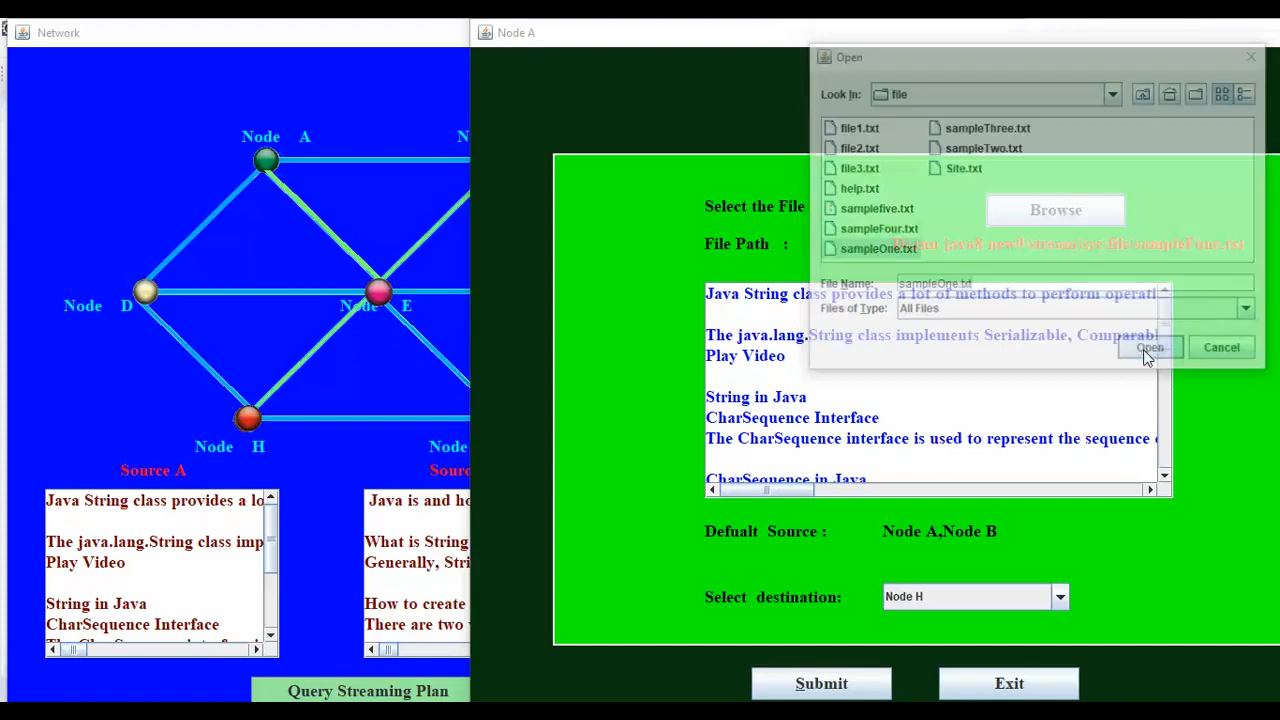 Network
Node A
N
Node D
Node E
Node H
Node
Source A
Sourc
Java String class provides a lo
The java.lang.String class imp
Play Video
String in Java
CharSequence Interface
Java is and ho
What is String
Generally, Stri
How to create
There are two
Query Streaming Plan
Node A
Select the File
Browse
File Path :
sampleFour.txt
Java String class provides a lot of methods to perform operati
The java.lang.String class implements Serializable, Comparabl
Play Video
String in Java
CharSequence Interface
The CharSequence interface is used to represent the sequence
CharSequence in Java
Defualt Source : Node A,Node B
Select destination: Node H
Submit
Exit
Open
Look In: file
file1.txt
file2.txt
file3.txt
help.txt
samplefive.txt
sampleFour.txt
sampleOne.txt
sampleThree.txt
sampleTwo.txt
Site.txt
File Name: sampleOne.txt
Files of Type: All Files
Open
Cancel